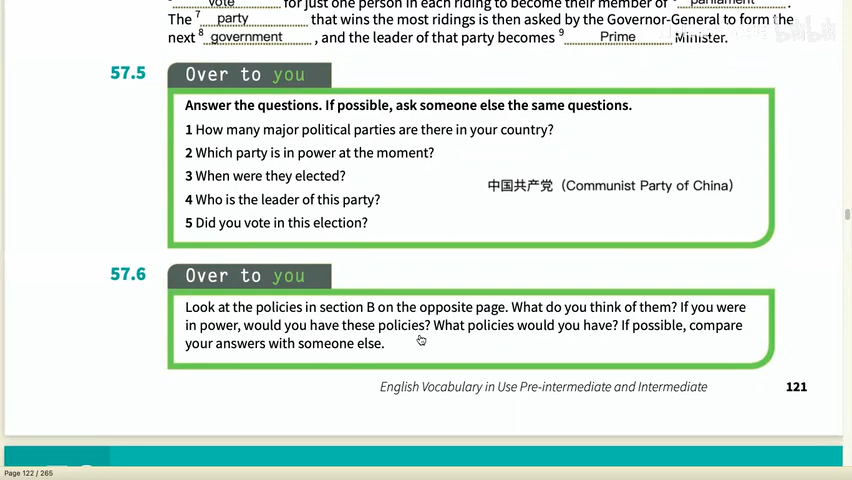 vote for just one person in each riding to become their member of parliament.
The 7 party that wins the most ridings is then asked by the Governor-General to form the
next 8 government, and the leader of that party becomes 9 Prime Minister.
57.5 Over to you
Answer the questions. If possible, ask someone else the same questions.
1 How many major political parties are there in your country?
2 Which party is in power at the moment?
3 When were they elected?
中国共产党（Communist Party of China）
4 Who is the leader of this party?
5 Did you vote in this election?
57.6 Over to you
Look at the policies in section B on the opposite page. What do you think of them? If you were
in power, would you have these policies? What policies would you have? If possible, compare
your answers with someone else.
English Vocabulary in Use Pre-intermediate and Intermediate 121
Page 122 / 265